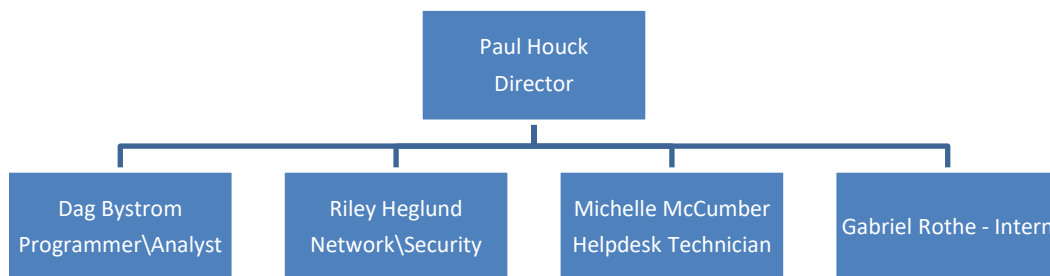 Paul Houck
Director
Dag Bystrom
Programmer\Analyst
Riley Heglund
Network\Security
Michelle McCumber
Helpdesk Technician
Gabriel Rothe - Intern